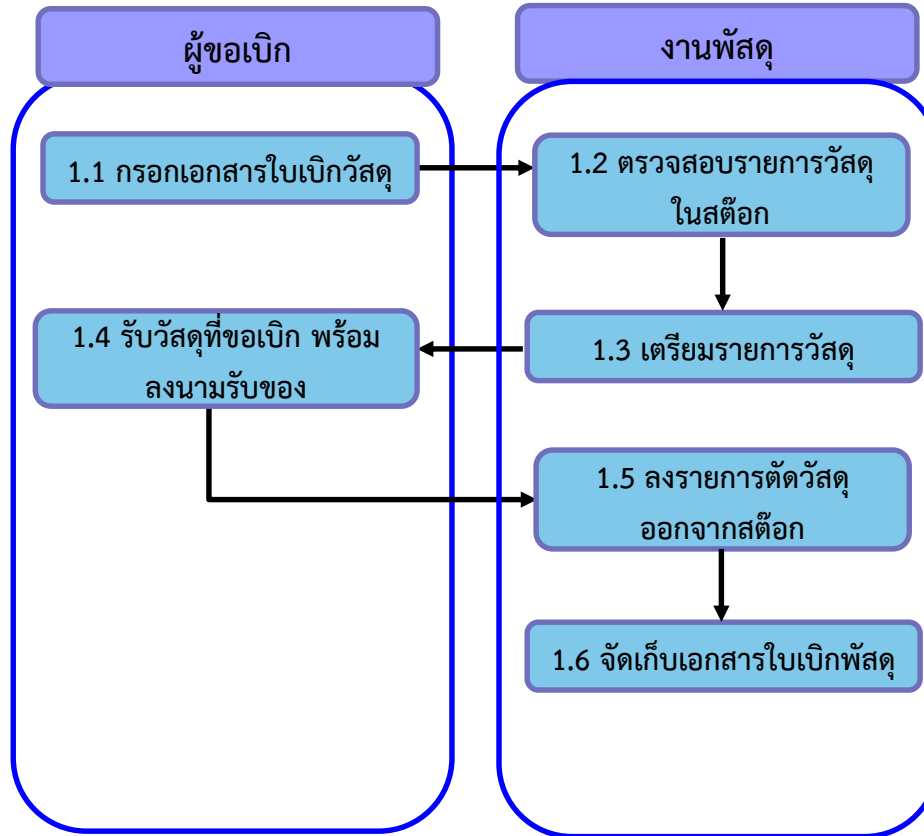 ผู้ขอเบิก
งานพัสดุ
1.1 กรอกเอกสารใบเบิกวัสดุ
1.2 ตรวจสอบรายการวัสดุ
ในสต๊อก
1.3 เตรียมรายการวัสดุ
1.4 รับวัสดุที่ขอเบิก พร้อม
ลงนามรับของ
1.5 ลงรายการตัดวัสดุ
ออกจากสต๊อก
1.6 จัดเก็บเอกสารใบเบิกพัสดุ